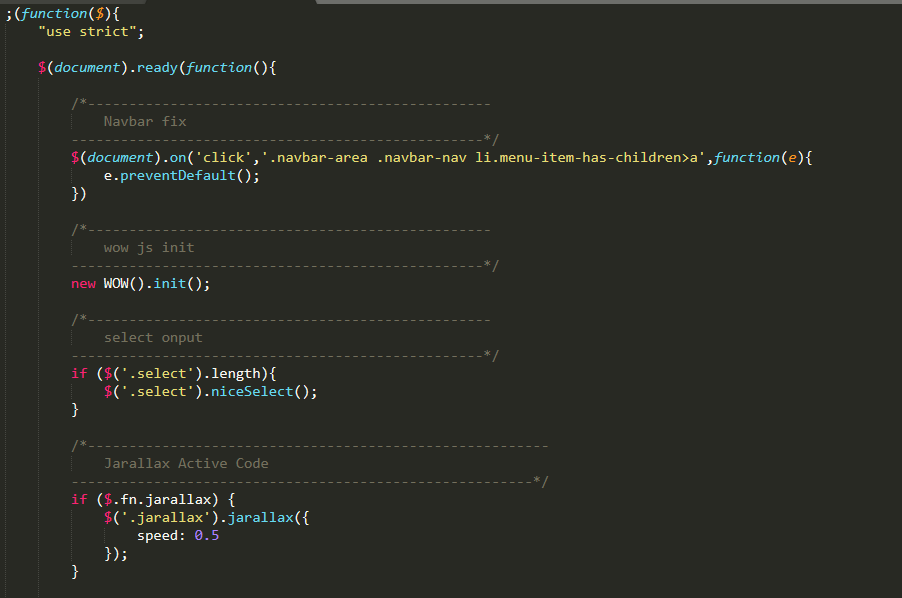 ;(function($){
    "use strict";

    $(document).ready(function(){

        /*-------------------------------------------------
            Navbar fix
        --------------------------------------------------*/
        $(document).on('click','.navbar-area .navbar-nav li.menu-item-has-children>a',function(e){
            e.preventDefault();
        })

        /*-------------------------------------------------
            wow js init
        --------------------------------------------------*/
        new WOW().init();

        /*-------------------------------------------------
            select onput
        --------------------------------------------------*/
        if ($('.select').length){
            $('.select').niceSelect();
        }

        /*--------------------------------------------------------
            Jarallax Active Code
        --------------------------------------------------------*/
        if ($.fn.jarallax) {
            $('.jarallax').jarallax({
                speed: 0.5
            });
        }